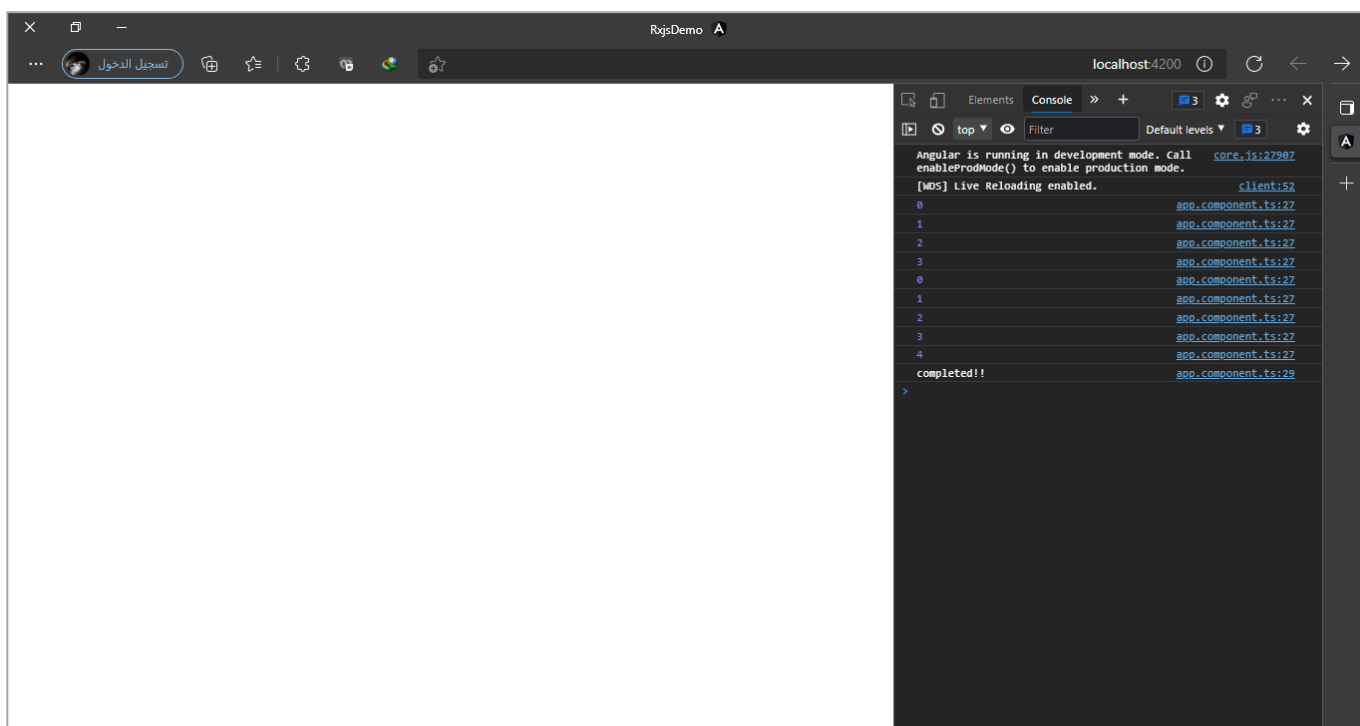 RxjsDemo
تسجيل الدخول
localhost:4200
Elements Console » + 3
top Filter Default levels 3
Angular is running in development mode. Call core.js:27907
enableProdMode() to enable production mode.
[WDS] Live Reloading enabled. client:52
0 app.component.ts:27
1 app.component.ts:27
2 app.component.ts:27
3 app.component.ts:27
0 app.component.ts:27
1 app.component.ts:27
2 app.component.ts:27
3 app.component.ts:27
4 app.component.ts:27
completed!! app.component.ts:29
>